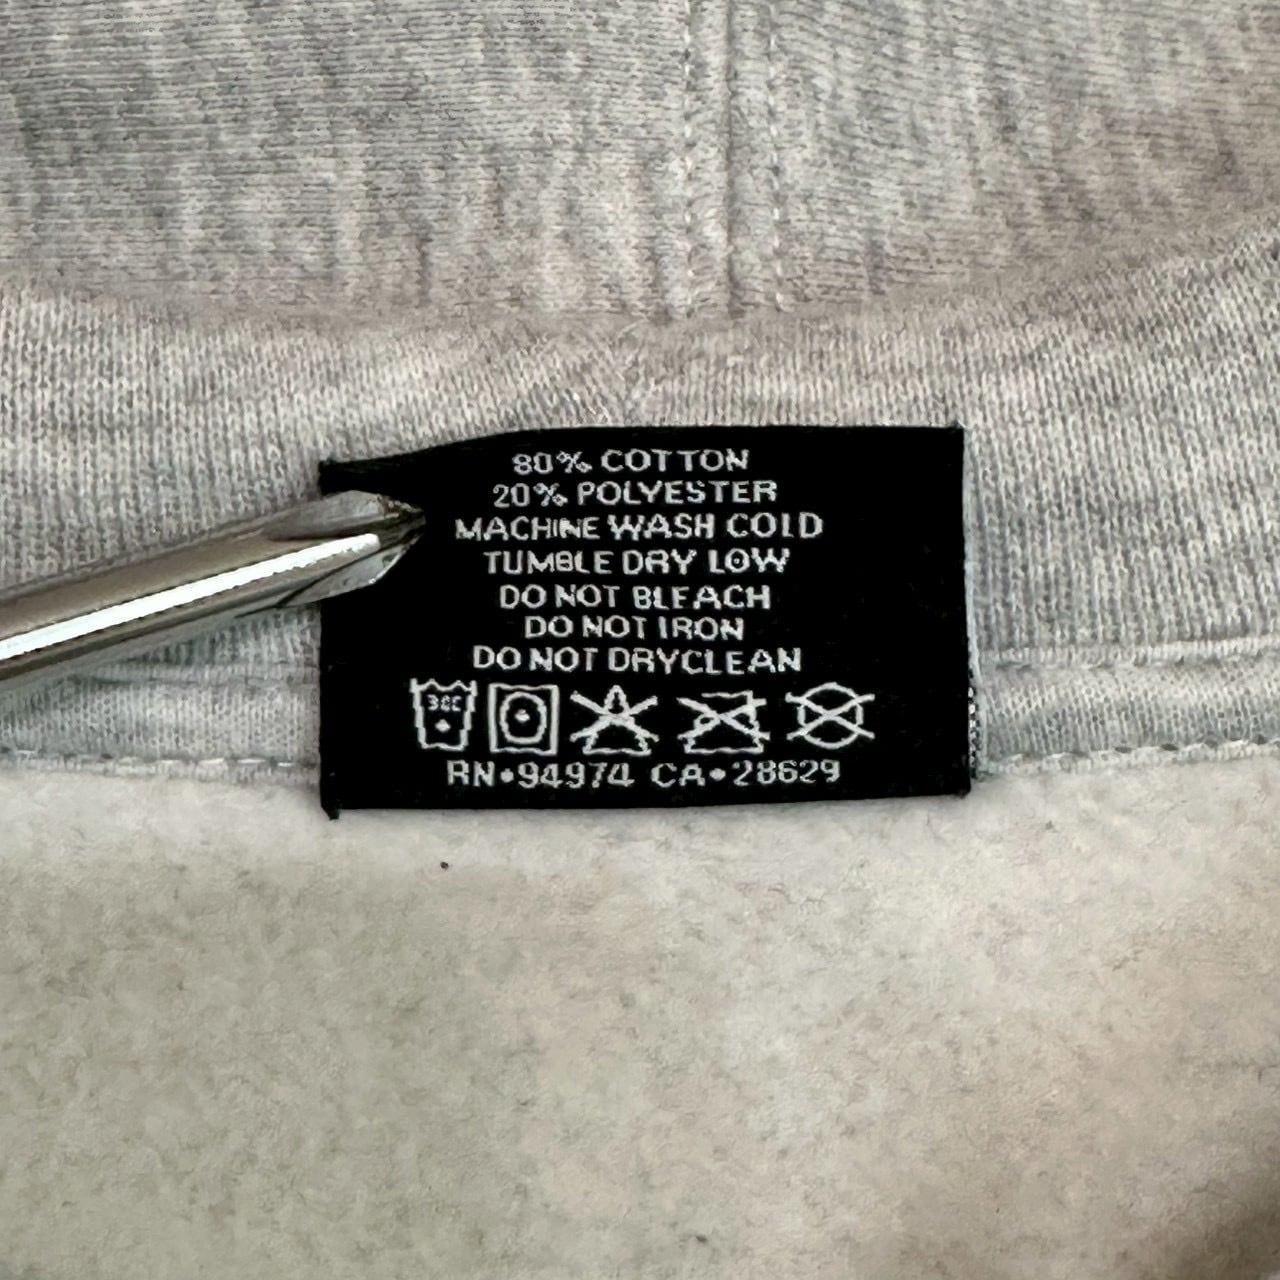 80% COTTON
20% POLYESTER
MACHINE WASH COLD
TUMBLE DRY LOW
DO NOT BLEACH
DO NOT IRON
DO NOT DRYCLEAN
RN•94974 CA•28629